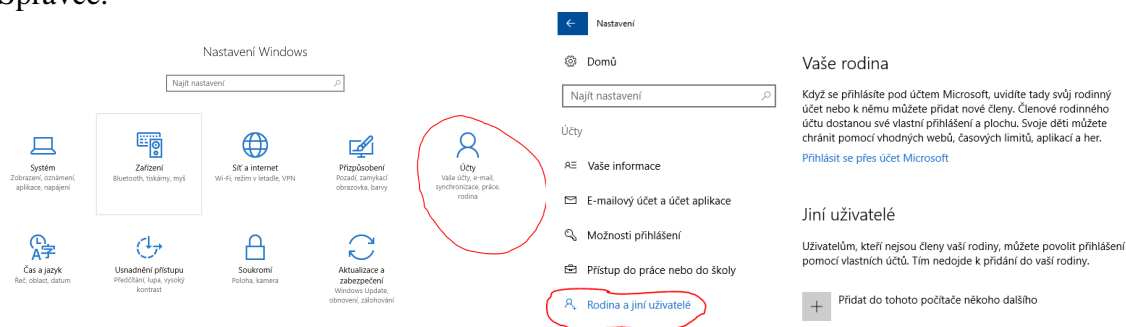 Správce.
Nastavení Windows
Najít nastavení
Systém
Zobrazení, oznámení,
aplikace, napájení
Zařízení
Bluetooth, tiskárny, myš
Síť a internet
Wi-Fi, režim v letadle, VPN
Přizpůsobení
Pozadí, zamykací
obrazovka, barvy
Účty
Vaše účty, e-mail,
synchronizace, práce,
rodina
Čas a jazyk
Řeč, oblast, datum
Usnadnění přístupu
Předčítání, lupa, vysoký
kontrast
Soukromí
Poloha, kamera
Aktualizace a
zabezpečení
Windows Update,
obnovení, zálohování
Nastavení
Domů
Najít nastavení
Účty
Vaše informace
E-mailový účet a účet aplikace
Možnosti přihlášení
Přístup do práce nebo do školy
Rodina a jiní uživatelé
Vaše rodina
Když se přihlásíte pod účtem Microsoft, uvidíte tady svůj rodinný
účet nebo k němu můžete přidat nové členy. Členové rodinného
účtu dostanou své vlastní přihlášení a plochu. Svoje děti můžete
chránit pomocí vhodných webů, časových limitů, aplikací a her.
Přihlásit se přes účet Microsoft
Jiní uživatelé
Uživatelům, kteří nejsou členy vaší rodiny, můžete povolit přihlášení
pomocí vlastních účtů. Tím nedojde k přidání do vaší rodiny.
Přidat do tohoto počítače někoho dalšího